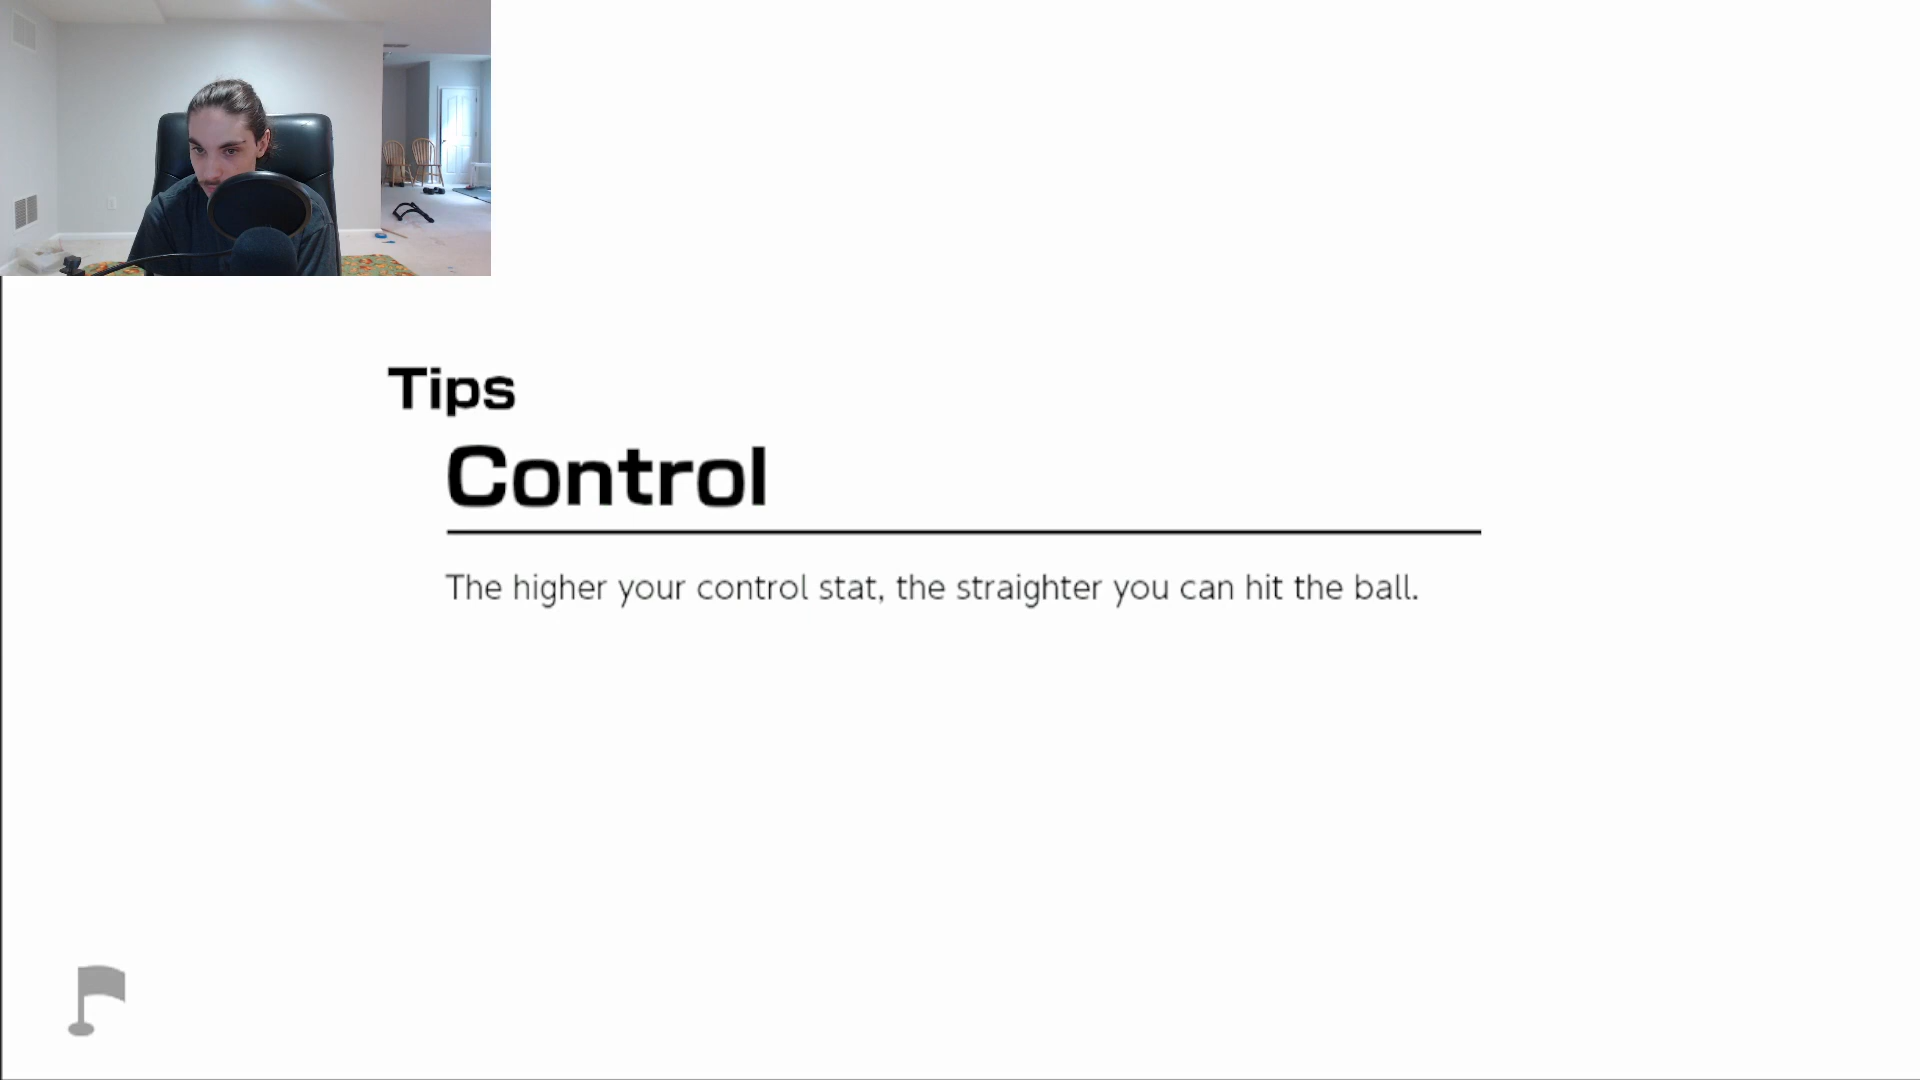 Tips
Control
The higher your control stat, the straighter you can hit the ball.